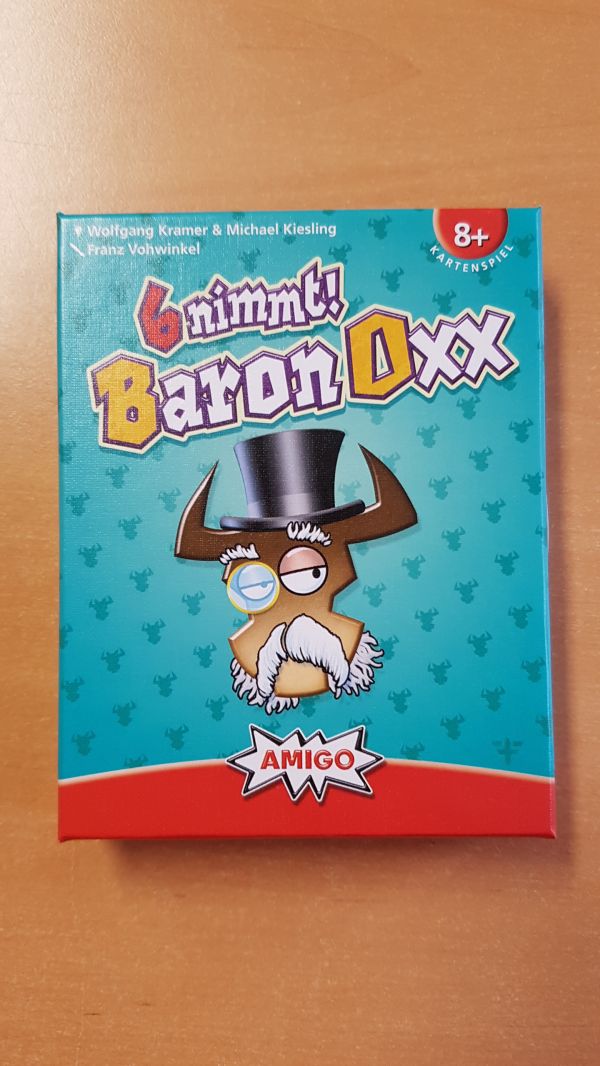 Wolfgang Kramer & Michael Kiesling
Franz Vohwinkel
8+
KARTENSPIEL
6 nimmt!
Baron Oxx
AMIGO